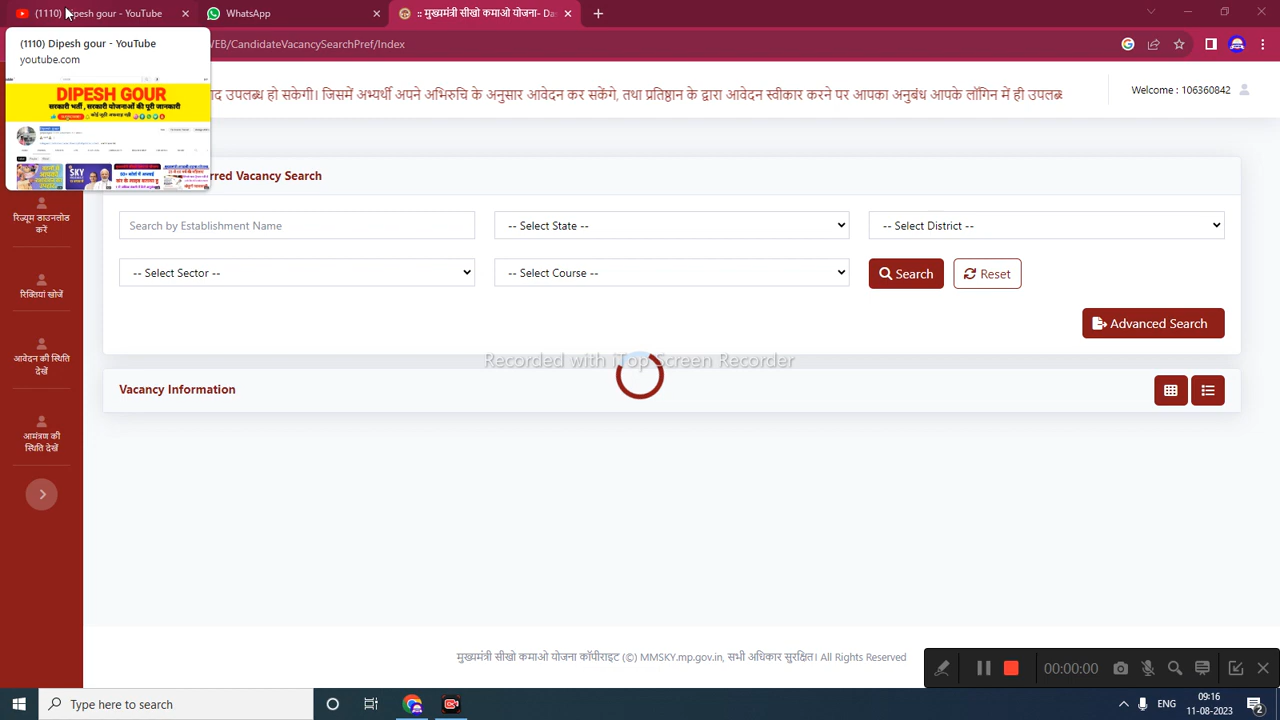 (1110) Dipesh gour - YouTube
WhatsApp
:: मुख्यमंत्री सीखो कमाओ योजना- Da
(1110) Dipesh gour - YouTube
youtube.com
VEB/CandidateVacancySearchPref/Index
DIPESH GOUR
सरकारी भर्ती , सरकारी योजनाओं की पूरी जानकारी
द उपलब्ध हो सकेगी। जिसमें अभ्यर्थी अपने अभिरुचि के अनुसार आवेदन कर सकेंगे, तथा प्रतिष्ठान के द्वारा आवेदन स्वीकार करने पर आपका अनुबंध आपके लॉगिन में ही उपलब्ध
Welcome : 106360842
rred Vacancy Search
रिज्यूम डाउनलोड
करें
Search by Establishment Name
-- Select State --
-- Select District --
-- Select Sector --
-- Select Course --
Search
Reset
रिक्तियां खोजें
Advanced Search
आवेदन की स्थिति
देखें
Recorded with iTop Screen Recorder
Vacancy Information
आमंत्रण की
स्थिति देखें
मुख्यमंत्री सीखो कमाओ योजना कॉपीराइट (©) MMSKY.mp.gov.in, सभी अधिकार सुरक्षित। All Rights Reserved
00:00:00
Type here to search
ENG
09:16
11-08-2023
2